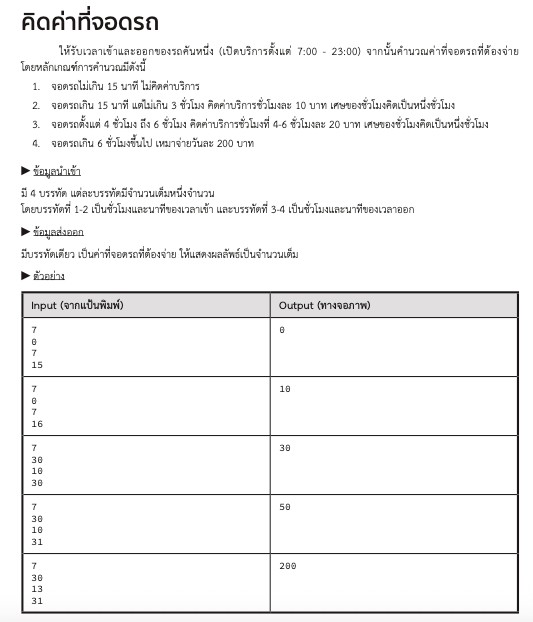 คิดค่าที่จอดรถ
ให้รับเวลาเข้าและออกของรถคันหนึ่ง (เปิดบริการตั้งแต่ 7:00 - 23:00) จากนั้นคำนวณค่าที่จอดรถที่ต้องจ่าย
โดยหลักเกณฑ์การคำนวณมีดังนี้
1. จอดรถไม่เกิน 15 นาที ไม่คิดค่าบริการ
2. จอดรถเกิน 15 นาที แต่ไม่เกิน 3 ชั่วโมง คิดค่าบริการชั่วโมงละ 10 บาท เศษของชั่วโมงคิดเป็นหนึ่งชั่วโมง
3. จอดรถตั้งแต่ 4 ชั่วโมง ถึง 6 ชั่วโมง คิดค่าบริการชั่วโมงที่ 4-6 ชั่วโมงละ 20 บาท เศษของชั่วโมงคิดเป็นหนึ่งชั่วโมง
4. จอดรถเกิน 6 ชั่วโมงขึ้นไป เหมาจ่ายวันละ 200 บาท
▶ ข้อมูลนำเข้า
มี 4 บรรทัด แต่ละบรรทัดมีจำนวนเต็มหนึ่งจำนวน
โดยบรรทัดที่ 1-2 เป็นชั่วโมงและนาทีของเวลาเข้า และบรรทัดที่ 3-4 เป็นชั่วโมงและนาทีของเวลาออก
▶ ข้อมูลส่งออก
มีบรรทัดเดียว เป็นค่าที่จอดรถที่ต้องจ่าย ให้แสดงผลลัพธ์เป็นจำนวนเต็ม
▶ ตัวอย่าง
Input (จากแป้นพิมพ์) Output (ทางจอภาพ)
7 0
0
7
15
7 10
0
7
16
7 30
30
10
30
7 50
30
10
31
7 200
30
13
31